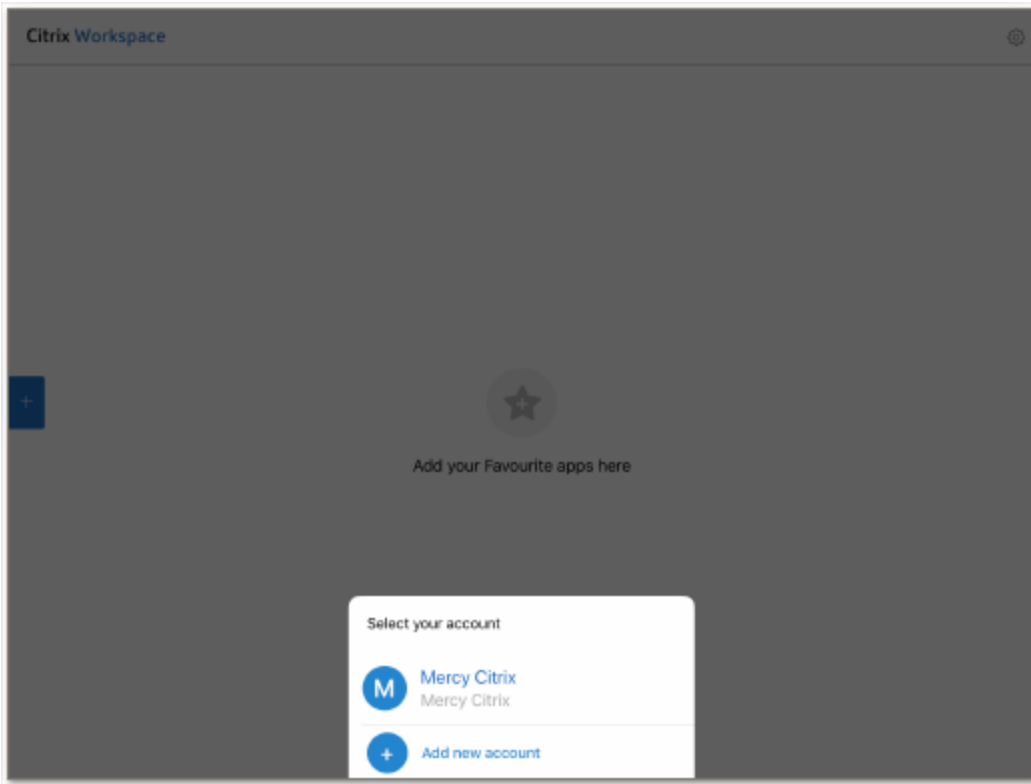 Citrix Workspace
Add your Favourite apps here
Select your account
M
Mercy Citrix
Mercy Citrix
Add new account